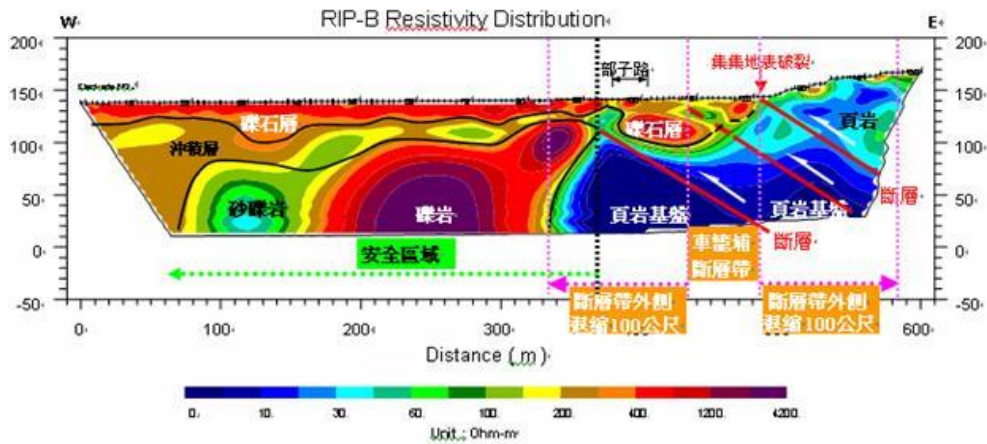 RIP-B Resistivity Distribution
W
E
200
200
150
150
100
100
50
50
0
0
-50
-50
部子路
集集地表破裂
礫石層
礫石層
頁岩
沖積層
砂礫岩
礫岩
頁岩基盤
頁岩基盤
斷層
斷層
安全區域
車籠埔
斷層帶
斷層帶外側
退縮100公尺
斷層帶外側
退縮100公尺
0
100
200
300
600
Distance ( m )
0.
10.
30.
60.
100.
200.
400.
1200.
4200.
Unit : Ohm-m